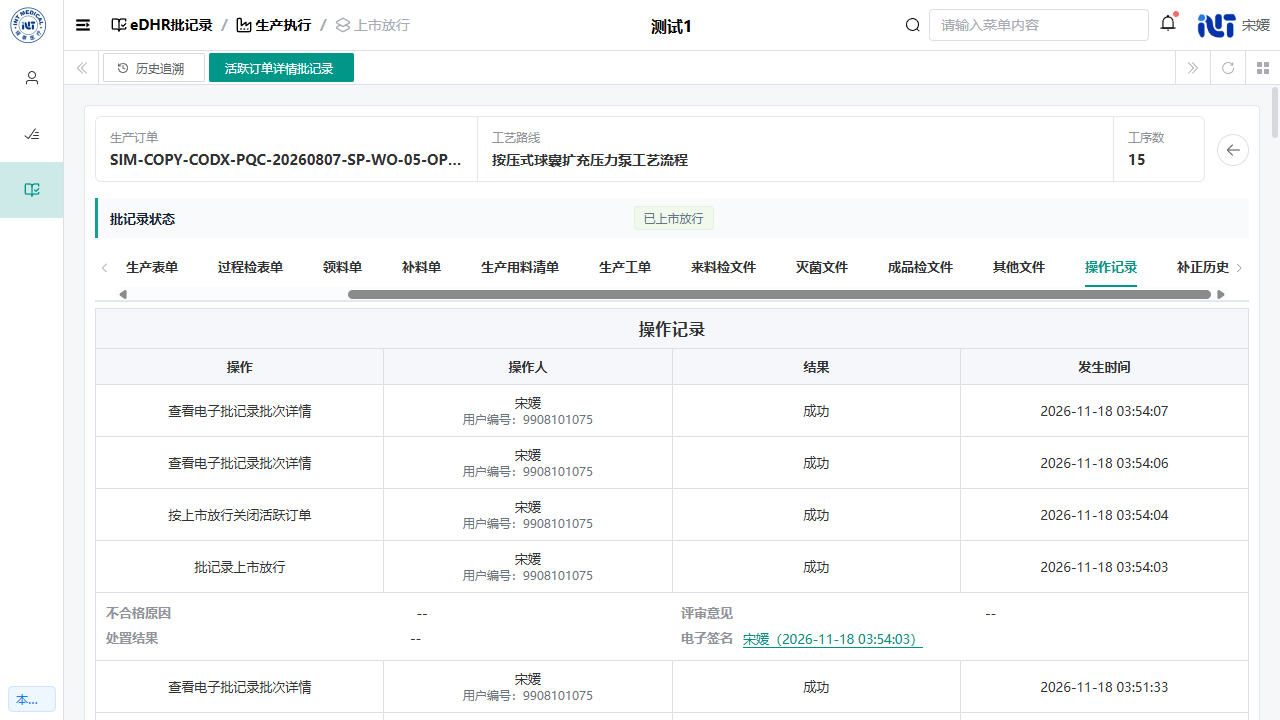 eDHR批记录 / 生产执行 / 上市放行
测试1
请输入菜单内容
iNT 宋媛
历史追溯
活跃订单详情批记录
生产订单
SIM-COPY-CODX-PQC-20260807-SP-WO-05-OP...
工艺路线
按压式球囊扩充压力泵工艺流程
工序数
15
批记录状态
已上市放行
生产表单 过程检表单 领料单 补料单 生产用料清单 生产工单 来料检文件 灭菌文件 成品检文件 其他文件 操作记录 补正历史
操作记录
操作 操作人 结果 发生时间
查看电子批记录批次详情 宋媛 成功 2026-11-18 03:54:07
用户编号：9908101075
查看电子批记录批次详情 宋媛 成功 2026-11-18 03:54:06
用户编号：9908101075
按上市放行关闭活跃订单 宋媛 成功 2026-11-18 03:54:04
用户编号：9908101075
批记录上市放行 宋媛 成功 2026-11-18 03:54:03
用户编号：9908101075
不合格原因 -- 评审意见 --
处置结果 -- 电子签名 宋媛（2026-11-18 03:54:03）
查看电子批记录批次详情 宋媛 成功 2026-11-18 03:51:33
用户编号：9908101075
本...